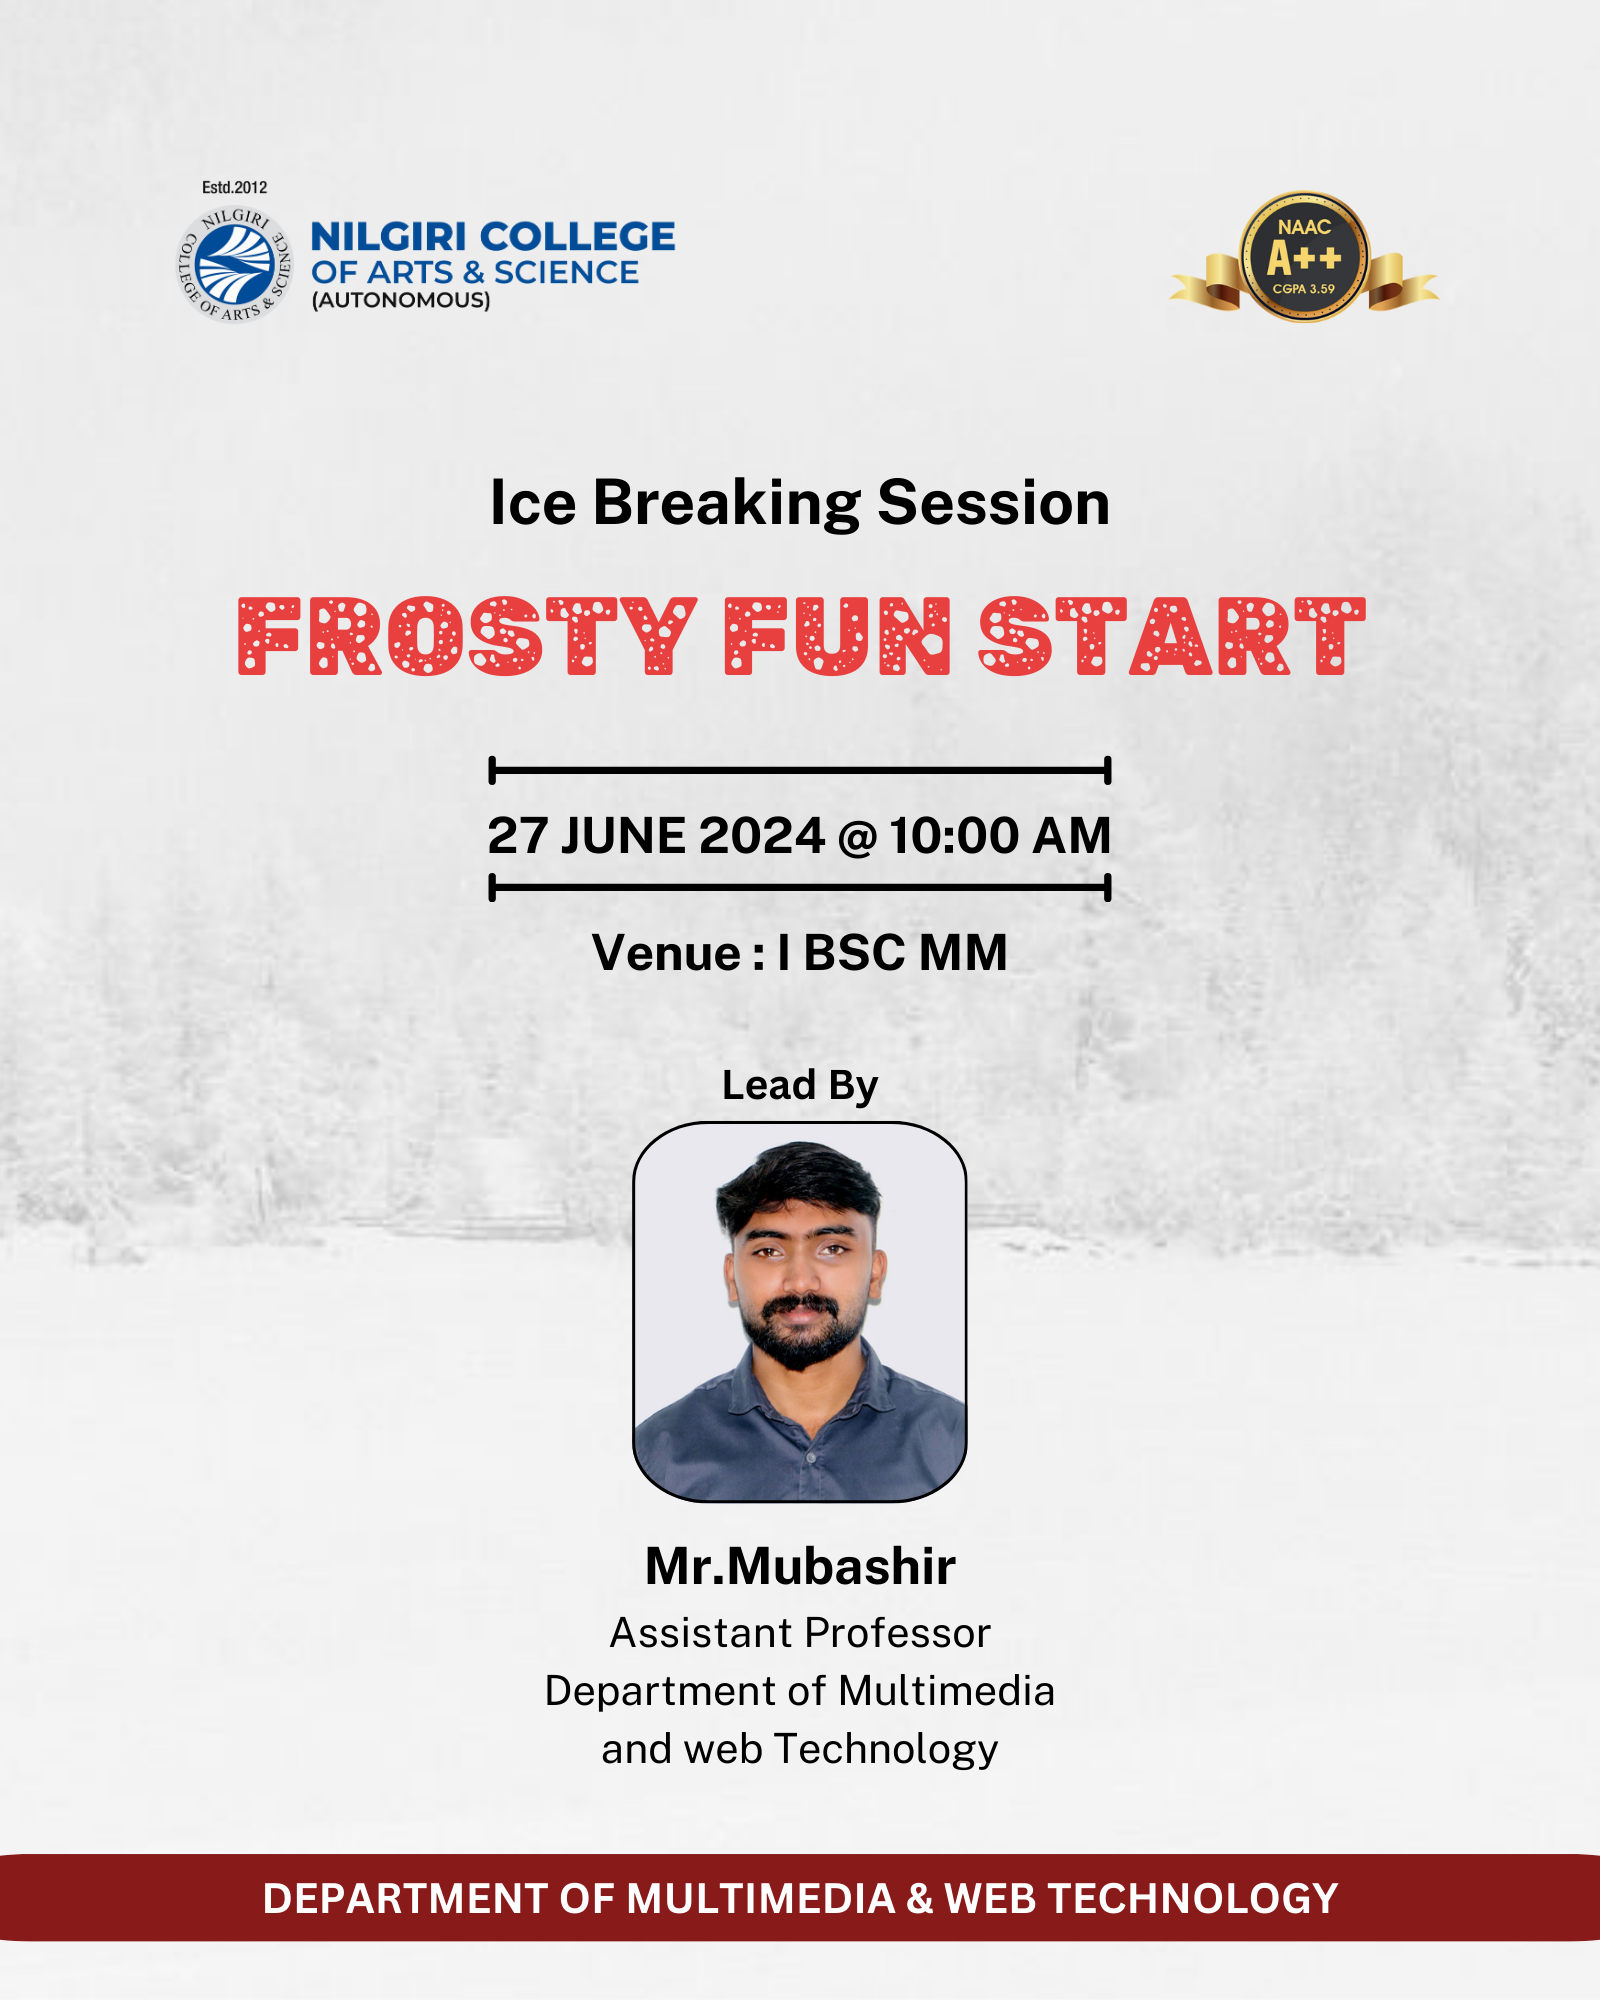 Estd.2012
NILGIRI COLLEGE OF ARTS & SCIENCE
NILGIRI COLLEGE
OF ARTS & SCIENCE
(AUTONOMOUS)
NAAC
A++
CGPA 3.59
Ice Breaking Session
FROSTY FUN START
27 JUNE 2024 @ 10:00 AM
Venue : I BSC MM
Lead By
Mr.Mubashir
Assistant Professor
Department of Multimedia
and web Technology
DEPARTMENT OF MULTIMEDIA & WEB TECHNOLOGY